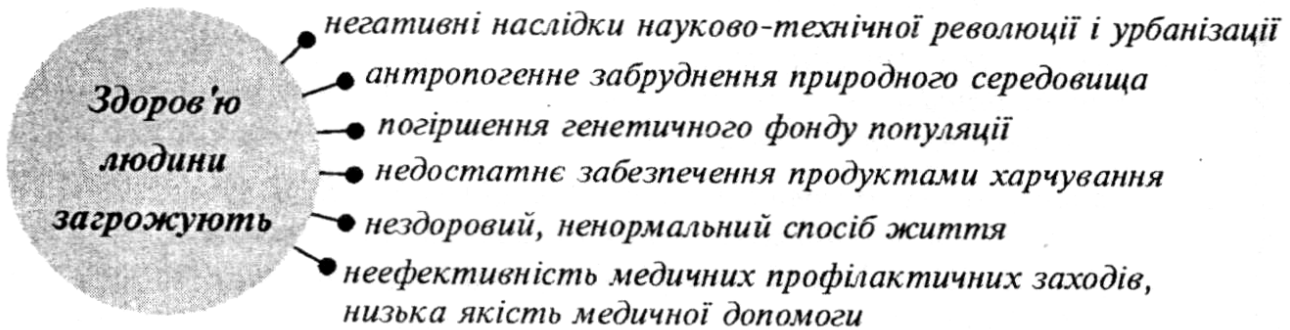 Здоров'ю
людини
загрожують
негативні наслідки науково-технічної революції і урбанізації
антропогенне забруднення природного середовища
погіршення генетичного фонду популяції
недостатнє забезпечення продуктами харчування
нездоровий, ненормальний спосіб життя
неефективність медичних профілактичних заходів,
низька якість медичної допомоги